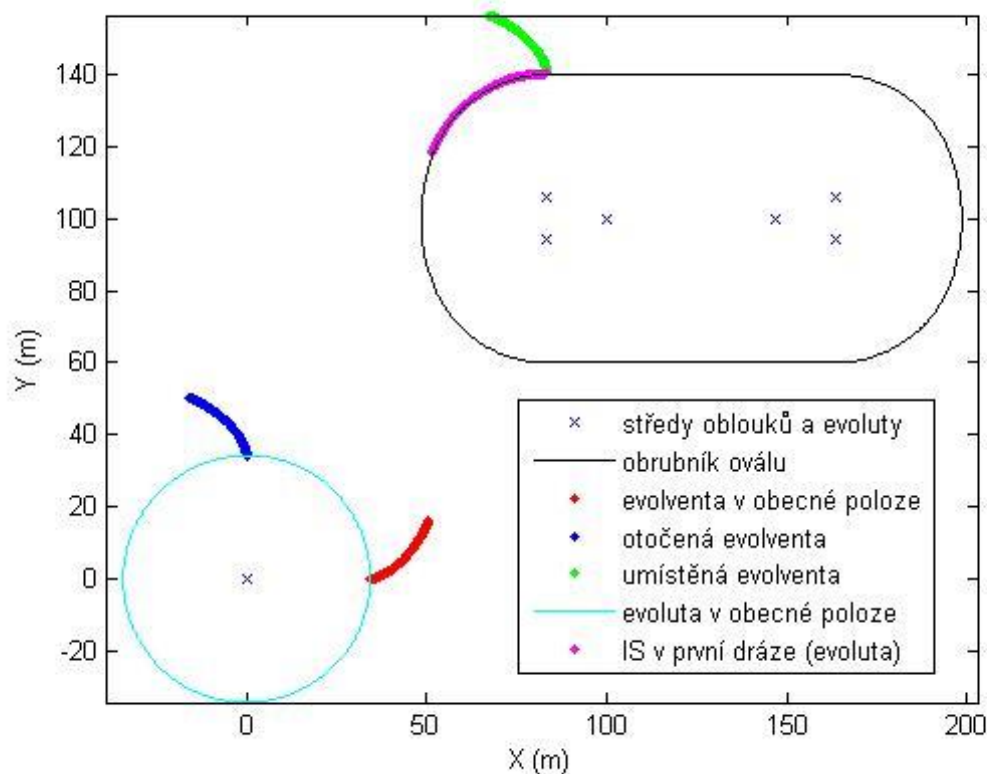 140
120
100
80
60
40
20
0
-20
Y (m)
středy oblouků a evoluty
obrubník oválu
evolventa v obecné poloze
otočená evolventa
umístěná evolventa
evoluta v obecné poloze
IS v první dráze (evoluta)
0 50 100 150 200
X (m)